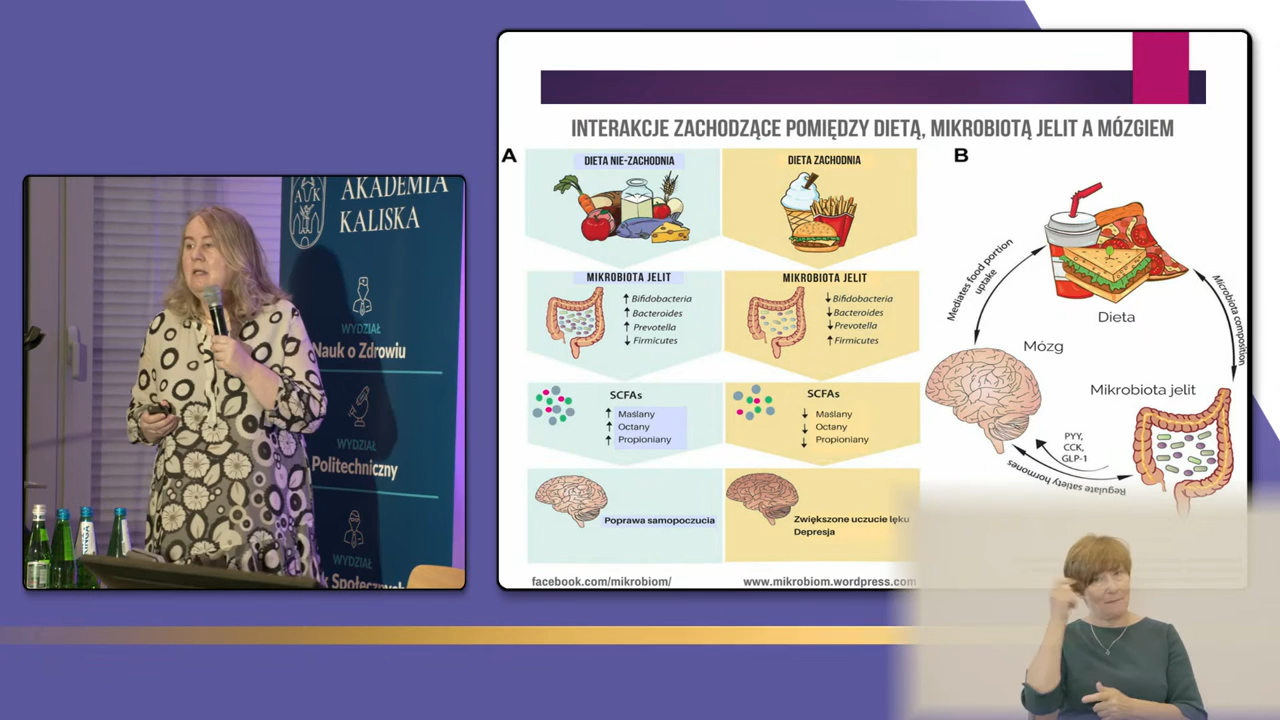 AKADEMIA
KALISKA
WYDZIAŁ
Nauk o Zdrowiu
WYDZIAŁ
Politechniczny
WYDZIAŁ
INTERAKCJE ZACHODZĄCE POMIĘDZY DIETĄ, MIKROBIOTĄ JELIT A MÓZGIEM
A
DIETA NIE-ZACHODNIA
MIKROBIOTA JELIT
↑ Bifidobacteria
↑ Bacteroides
↑ Prevotella
↓ Firmicutes
SCFAs
↑ Maślany
↑ Octany
↑ Propioniany
Poprawa samopoczucia
DIETA ZACHODNIA
MIKROBIOTA JELIT
↓ Bifidobacteria
↓ Bacteroides
↓ Prevotella
↑ Firmicutes
SCFAs
↓ Maślany
↓ Octany
↓ Propioniany
Zwiększone uczucie lęku
Depresja
B
Mediates food portion
uptake
Dieta
Microbiota composition
Mózg
Mikrobiota jelit
PYY,
CCK,
GLP-1
Regulate satiety hormones
facebook.com/mikrobiom/
www.mikrobiom.wordpress.com